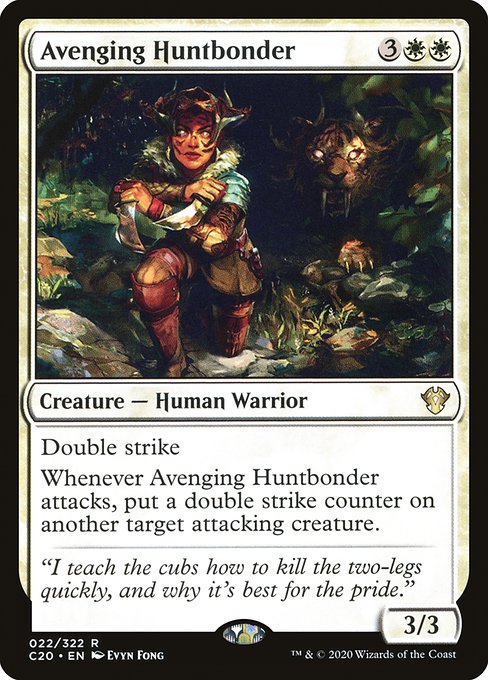 Avenging Huntbonder 3
Creature — Human Warrior
Double strike
Whenever Avenging Huntbonder
attacks, put a double strike counter on
another target attacking creature.
“I teach the cubs how to kill the two-legs
quickly, and why it’s best for the pride.”
3/3
022/322 R
C20 • EN Evyn Fong
™ & © 2020 Wizards of the Coast